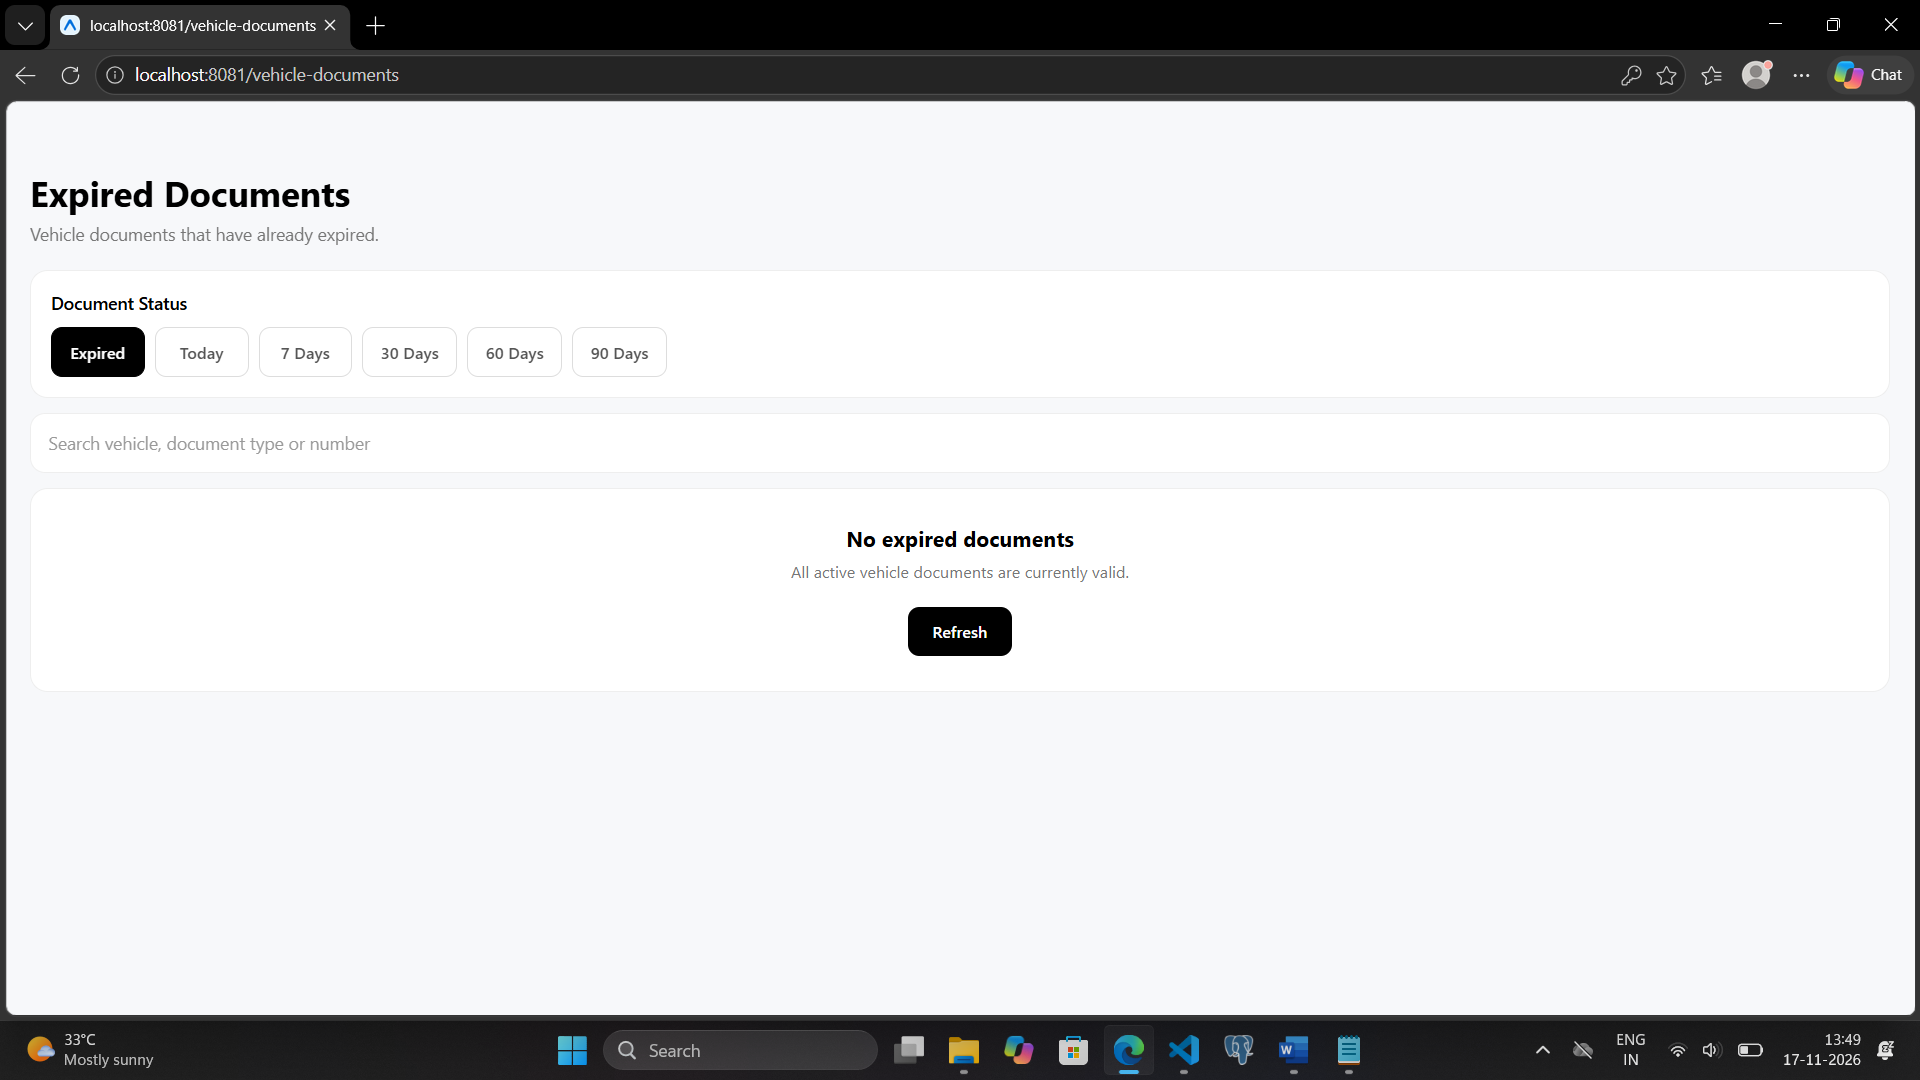 localhost:8081/vehicle-documents
localhost:8081/vehicle-documents
Chat
Expired Documents
Vehicle documents that have already expired.
Document Status
Expired
Today
7 Days
30 Days
60 Days
90 Days
Search vehicle, document type or number
No expired documents
All active vehicle documents are currently valid.
Refresh
33°C
Mostly sunny
Search
W
ENG
IN
13:49
17-11-2026